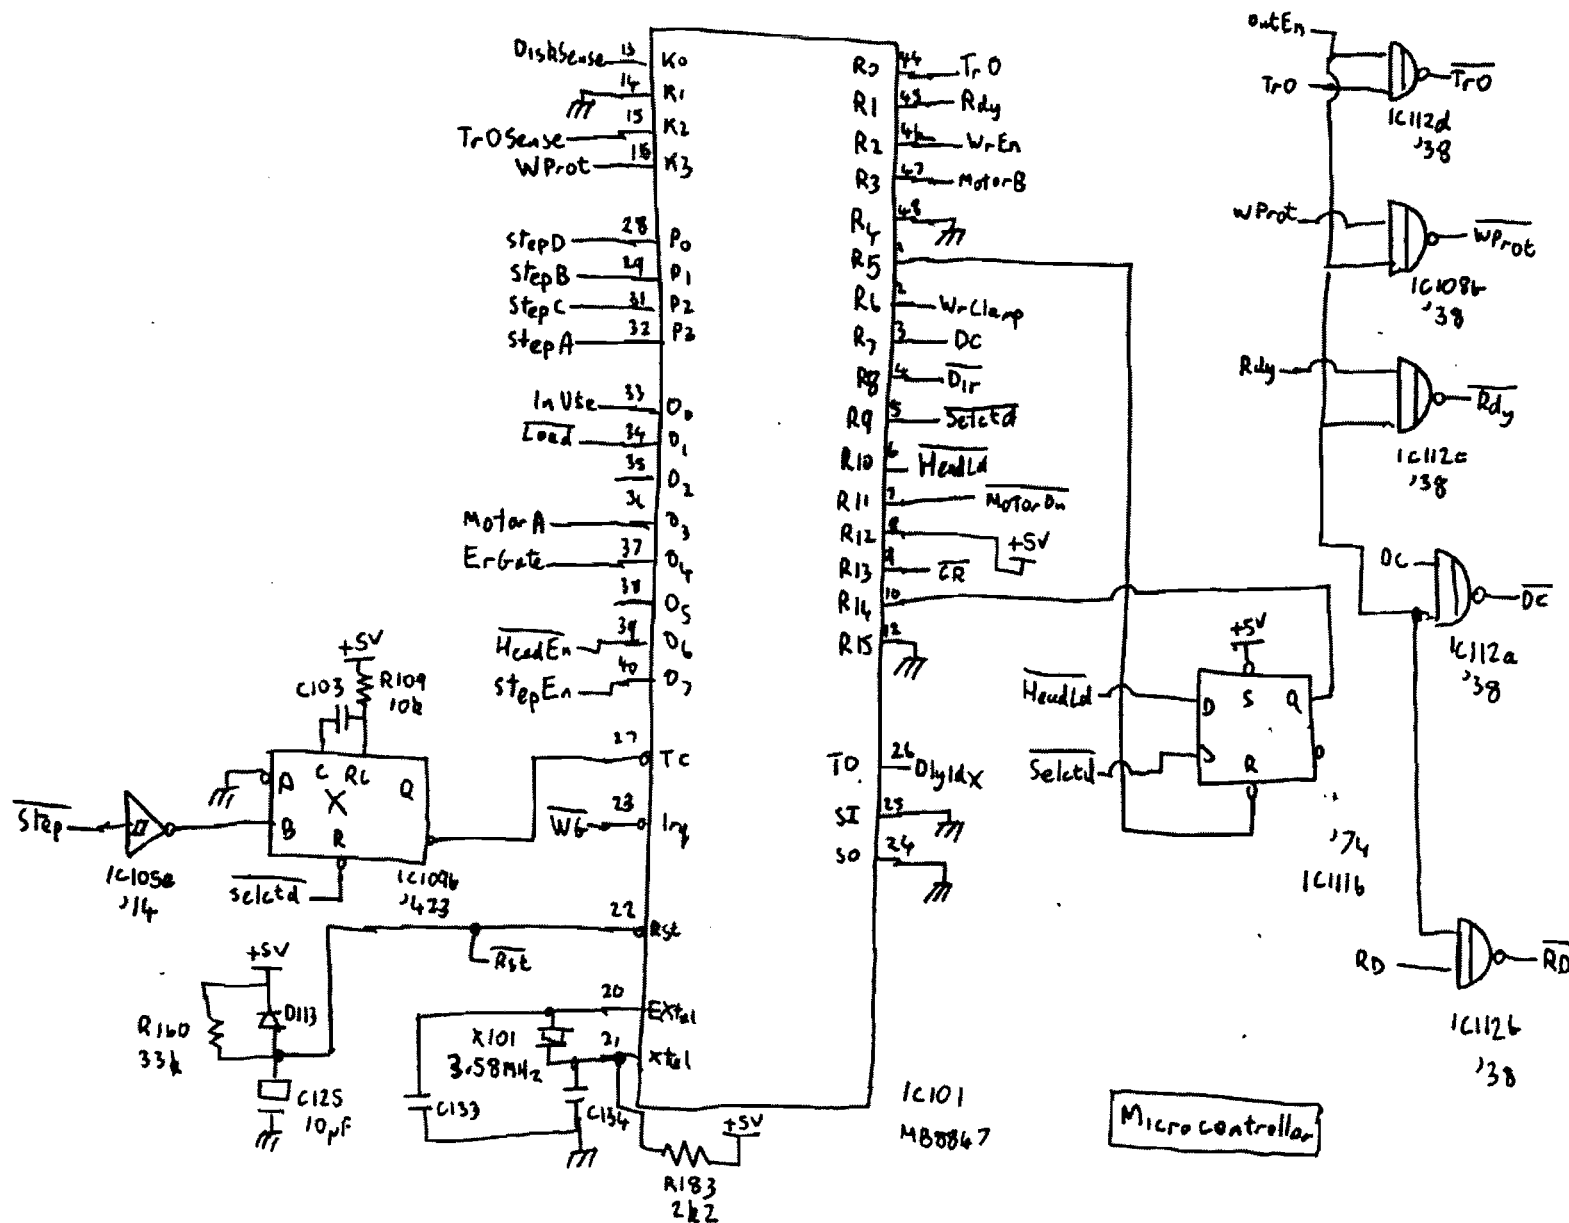 DiskSense 13 K0
14 K1
15 K2
Tr0Sense
WProt 16 K3
StepD 28 P0
StepB 29 P1
StepC 31 P2
StepA 32 P3
InUse 33 O0
Load 34 O1
35 O2
36
MotorA O3
ErGate 37 O4
38 O5
HeadEn 39 O6
StepEn 40 O7
27 TC
WG 23 Irq
22 Rst
Rst
20 EXtal
21 Xtal
R0 44 Tr0
R1 45 Rdy
R2 46 WrEn
R3 47 MotorB
R4 48
R5 1
R6 2 WrClamp
R7 3 DC
R8 4 Dir
R9 5 Selctd
R10 6 HeadLd
R11 7 MotorOn
R12 8 +5V
R13 9
R14 10
R15 12
TO 26 DlyIdX
SI 25
SO 24
+5V
C103 R109
10k
C RC
A X Q
B R
Step
IC105e
'14
Selctd
IC109b
'423
+5V
D113
R160
33k
C125
10µF
X101
3.58MHz
C133
C134
+5V
R183
2k2
IC101
MB8847
Microcontroller
+5V
HeadLd D S Q
Selctd R
'74
IC111b
outEn
Tr0 Tr0
IC112d
'38
WProt WProt
IC108b
'38
Rdy Rdy
IC112c
'38
DC DC
IC112a
'38
RD RD
IC112b
'38